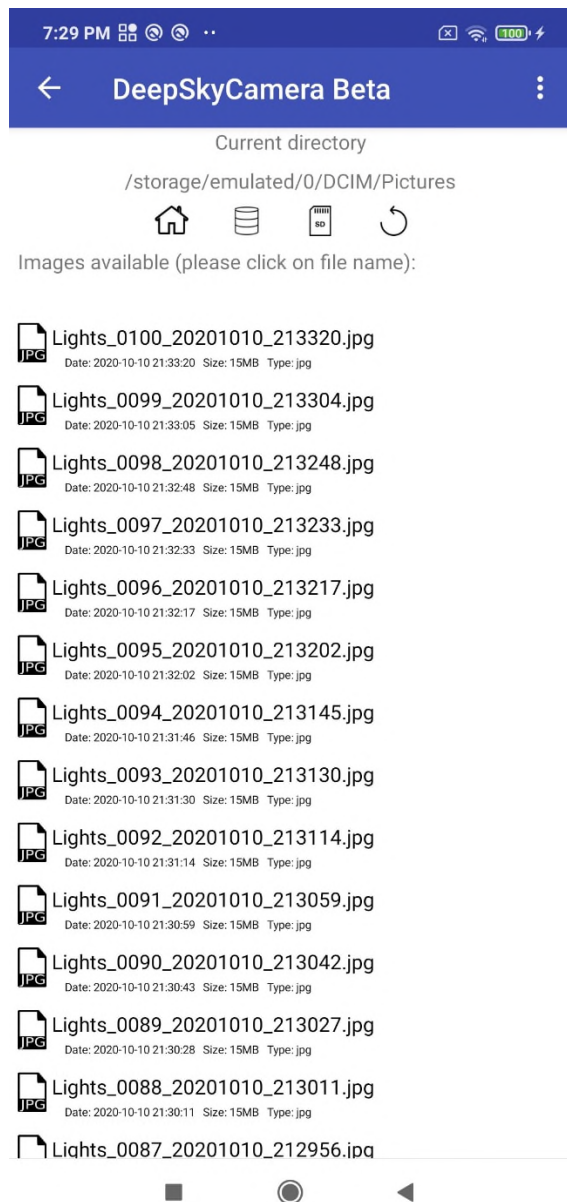 7:29 PM
100
DeepSkyCamera Beta
Current directory
/storage/emulated/0/DCIM/Pictures
SD
Images available (please click on file name):
JPG
Lights_0100_20201010_213320.jpg
Date: 2020-10-10 21:33:20 Size: 15MB Type: jpg
JPG
Lights_0099_20201010_213304.jpg
Date: 2020-10-10 21:33:05 Size: 15MB Type: jpg
JPG
Lights_0098_20201010_213248.jpg
Date: 2020-10-10 21:32:48 Size: 15MB Type: jpg
JPG
Lights_0097_20201010_213233.jpg
Date: 2020-10-10 21:32:33 Size: 15MB Type: jpg
JPG
Lights_0096_20201010_213217.jpg
Date: 2020-10-10 21:32:17 Size: 15MB Type: jpg
JPG
Lights_0095_20201010_213202.jpg
Date: 2020-10-10 21:32:02 Size: 15MB Type: jpg
JPG
Lights_0094_20201010_213145.jpg
Date: 2020-10-10 21:31:46 Size: 15MB Type: jpg
JPG
Lights_0093_20201010_213130.jpg
Date: 2020-10-10 21:31:30 Size: 15MB Type: jpg
JPG
Lights_0092_20201010_213114.jpg
Date: 2020-10-10 21:31:14 Size: 15MB Type: jpg
JPG
Lights_0091_20201010_213059.jpg
Date: 2020-10-10 21:30:59 Size: 15MB Type: jpg
JPG
Lights_0090_20201010_213042.jpg
Date: 2020-10-10 21:30:43 Size: 15MB Type: jpg
JPG
Lights_0089_20201010_213027.jpg
Date: 2020-10-10 21:30:28 Size: 15MB Type: jpg
JPG
Lights_0088_20201010_213011.jpg
Date: 2020-10-10 21:30:11 Size: 15MB Type: jpg
Lights_0087_20201010_212956.jpg